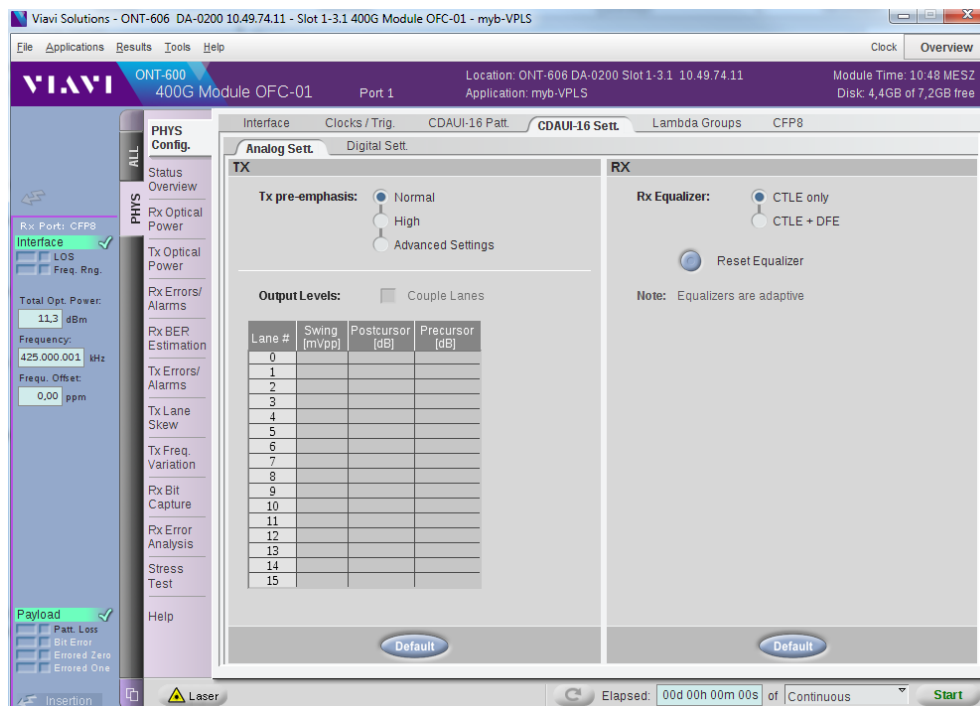 Viavi Solutions - ONT-606 DA-0200 10.49.74.11 - Slot 1-3.1 400G Module OFC-01 - myb-VPLS
File Applications Results Tools Help
Clock Overview
VIAVI
ONT-600
400G Module OFC-01 Port 1
Location: ONT-606 DA-0200 Slot 1-3.1 10.49.74.11
Application: myb-VPLS
Module Time: 10:48 MESZ
Disk: 4,4GB of 7,2GB free
Rx Port: CFP8
Interface
LOS
Freq. Rng.
Total Opt. Power:
11,3 dBm
Frequency:
425.000.001 kHz
Frequ. Offset:
0,00 ppm
Payload
Patt. Loss
Bit Error
Errored Zero
Errored One
Insertion
ALL
PHYS
PHYS
Config.
Status
Overview
Rx Optical
Power
Tx Optical
Power
Rx Errors/
Alarms
Rx BER
Estimation
Tx Errors/
Alarms
Tx Lane
Skew
Tx Freq.
Variation
Rx Bit
Capture
Rx Error
Analysis
Stress
Test
Help
Interface Clocks / Trig. CDAUI-16 Patt. CDAUI-16 Sett. Lambda Groups CFP8
Analog Sett. Digital Sett.
TX
Tx pre-emphasis: Normal
High
Advanced Settings
Output Levels: Couple Lanes
Lane # Swing [mVpp] Postcursor [dB] Precursor [dB]
0
1
2
3
4
5
6
7
8
9
10
11
12
13
14
15
Default
RX
Rx Equalizer: CTLE only
CTLE + DFE
Reset Equalizer
Note: Equalizers are adaptive
Default
Laser
Elapsed: 00d 00h 00m 00s of Continuous Start